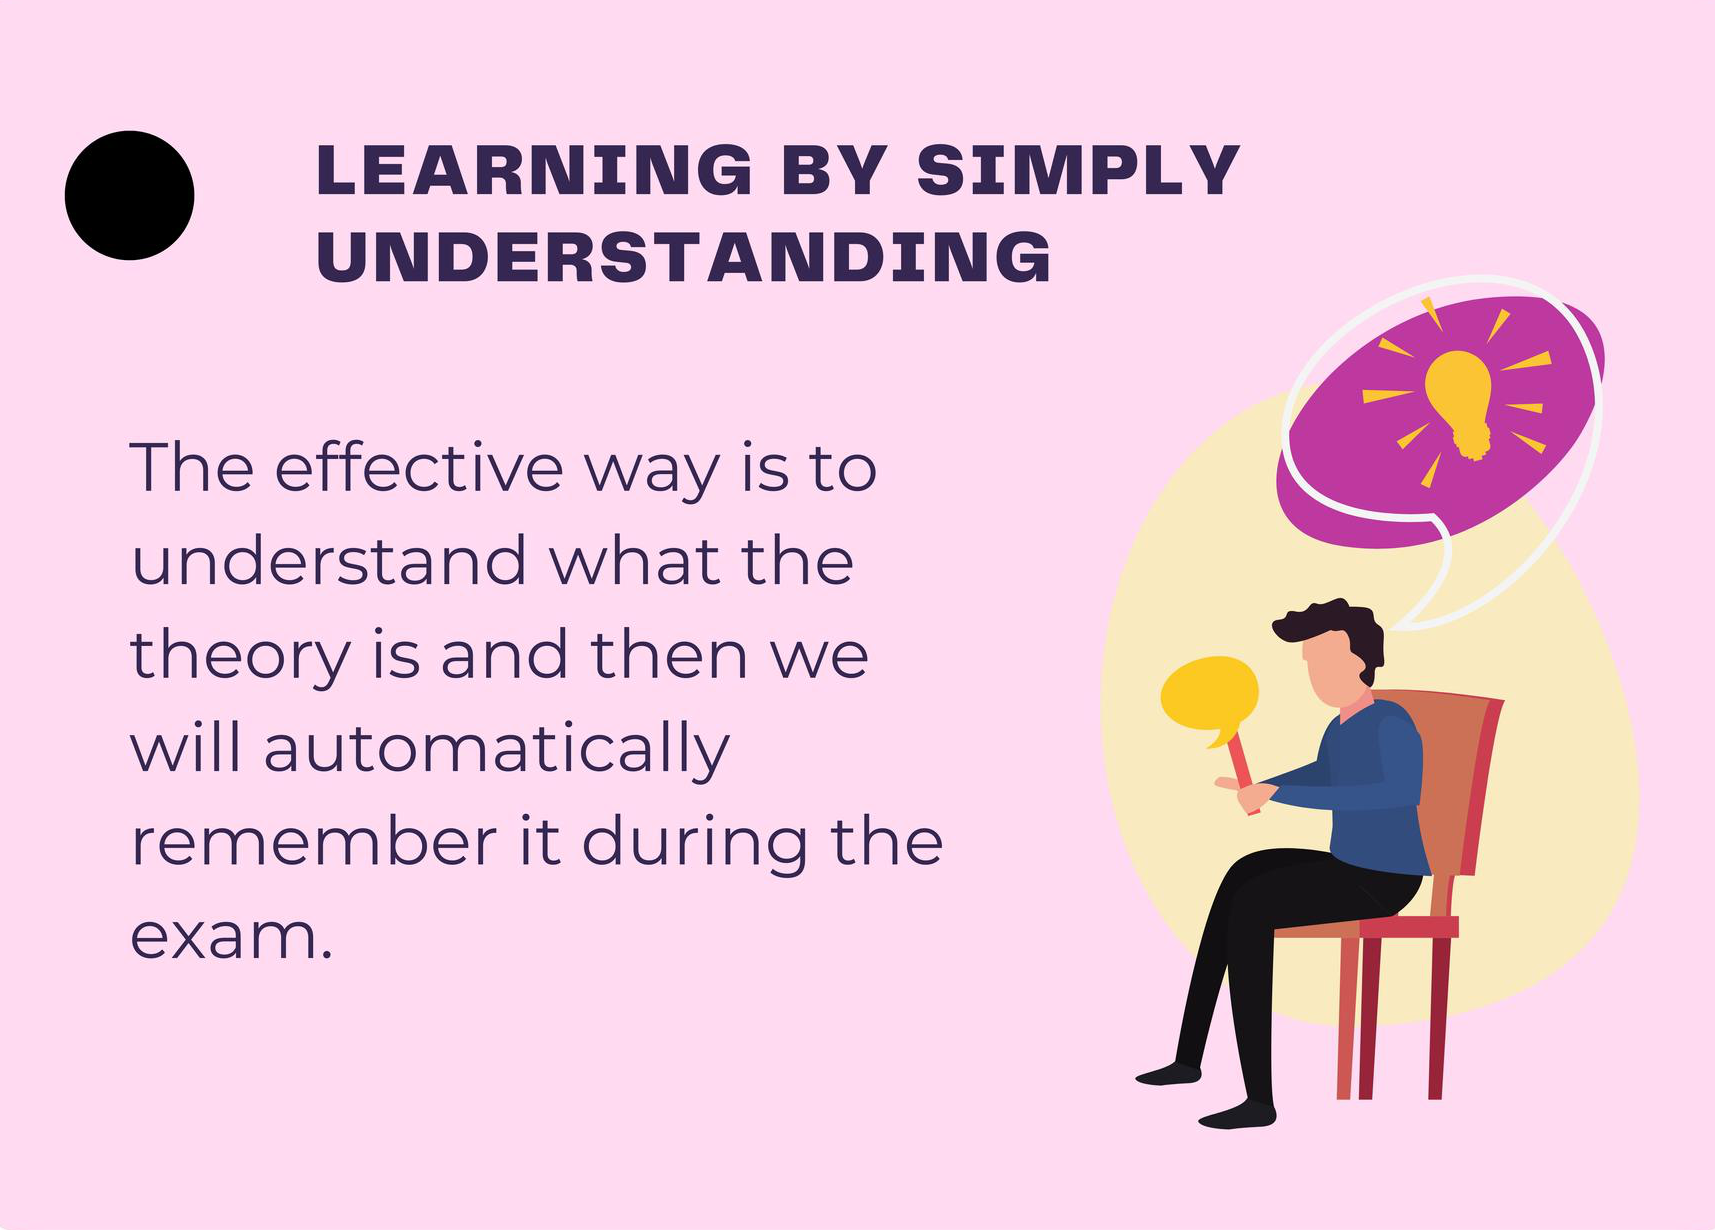 LEARNING BY SIMPLY
UNDERSTANDING
The effective way is to
understand what the
theory is and then we
will automatically
remember it during the
exam.